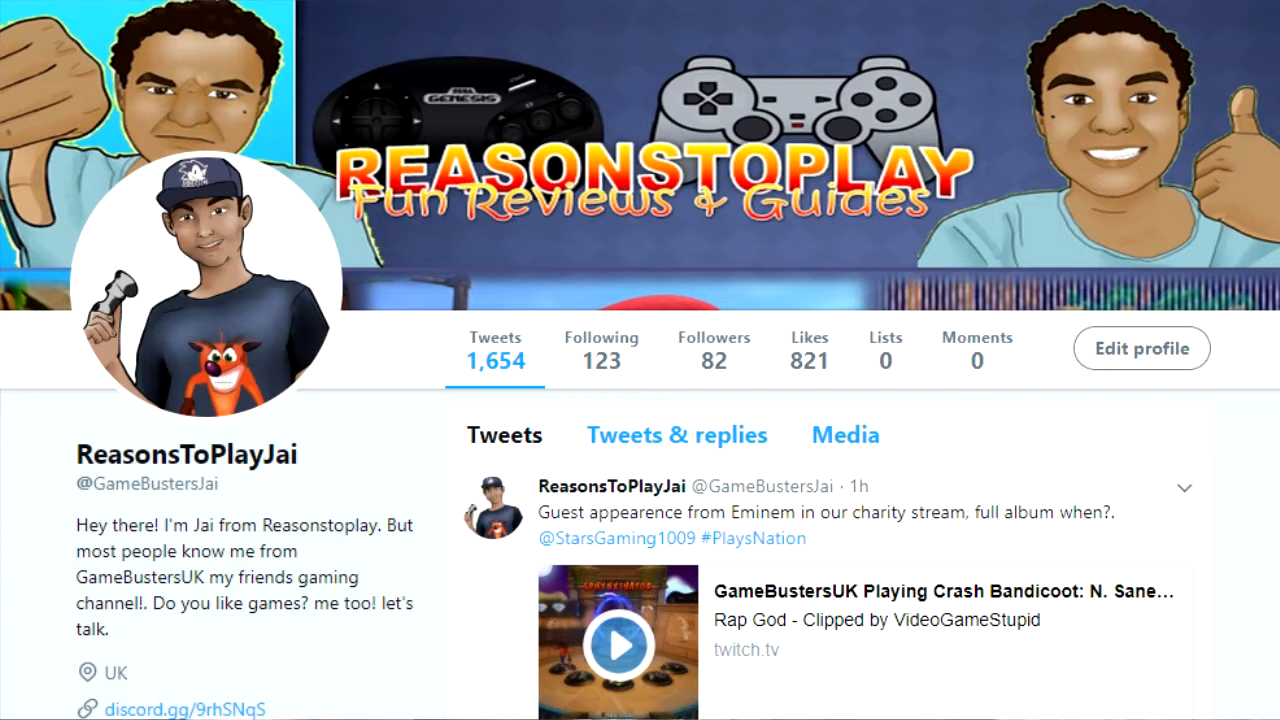 SEGA
GENESIS
START
REASONSTOPLAY
Fun Reviews & Guides
Tweets
1,654
Following
123
Followers
82
Likes
821
Lists
0
Moments
0
Edit profile
ReasonsToPlayJai
@GameBustersJai
Hey there! I'm Jai from Reasonstoplay. But
most people know me from
GameBustersUK my friends gaming
channel!. Do you like games? me too! let's
talk.
UK
discord.gg/9rhSNqS
Tweets Tweets & replies Media
ReasonsToPlayJai @GameBustersJai · 1h
Guest appearence from Eminem in our charity stream, full album when?.
@StarsGaming1009 #PlaysNation
SPHYNXINATOR
GameBustersUK Playing Crash Bandicoot: N. Sane...
Rap God - Clipped by VideoGameStupid
twitch.tv